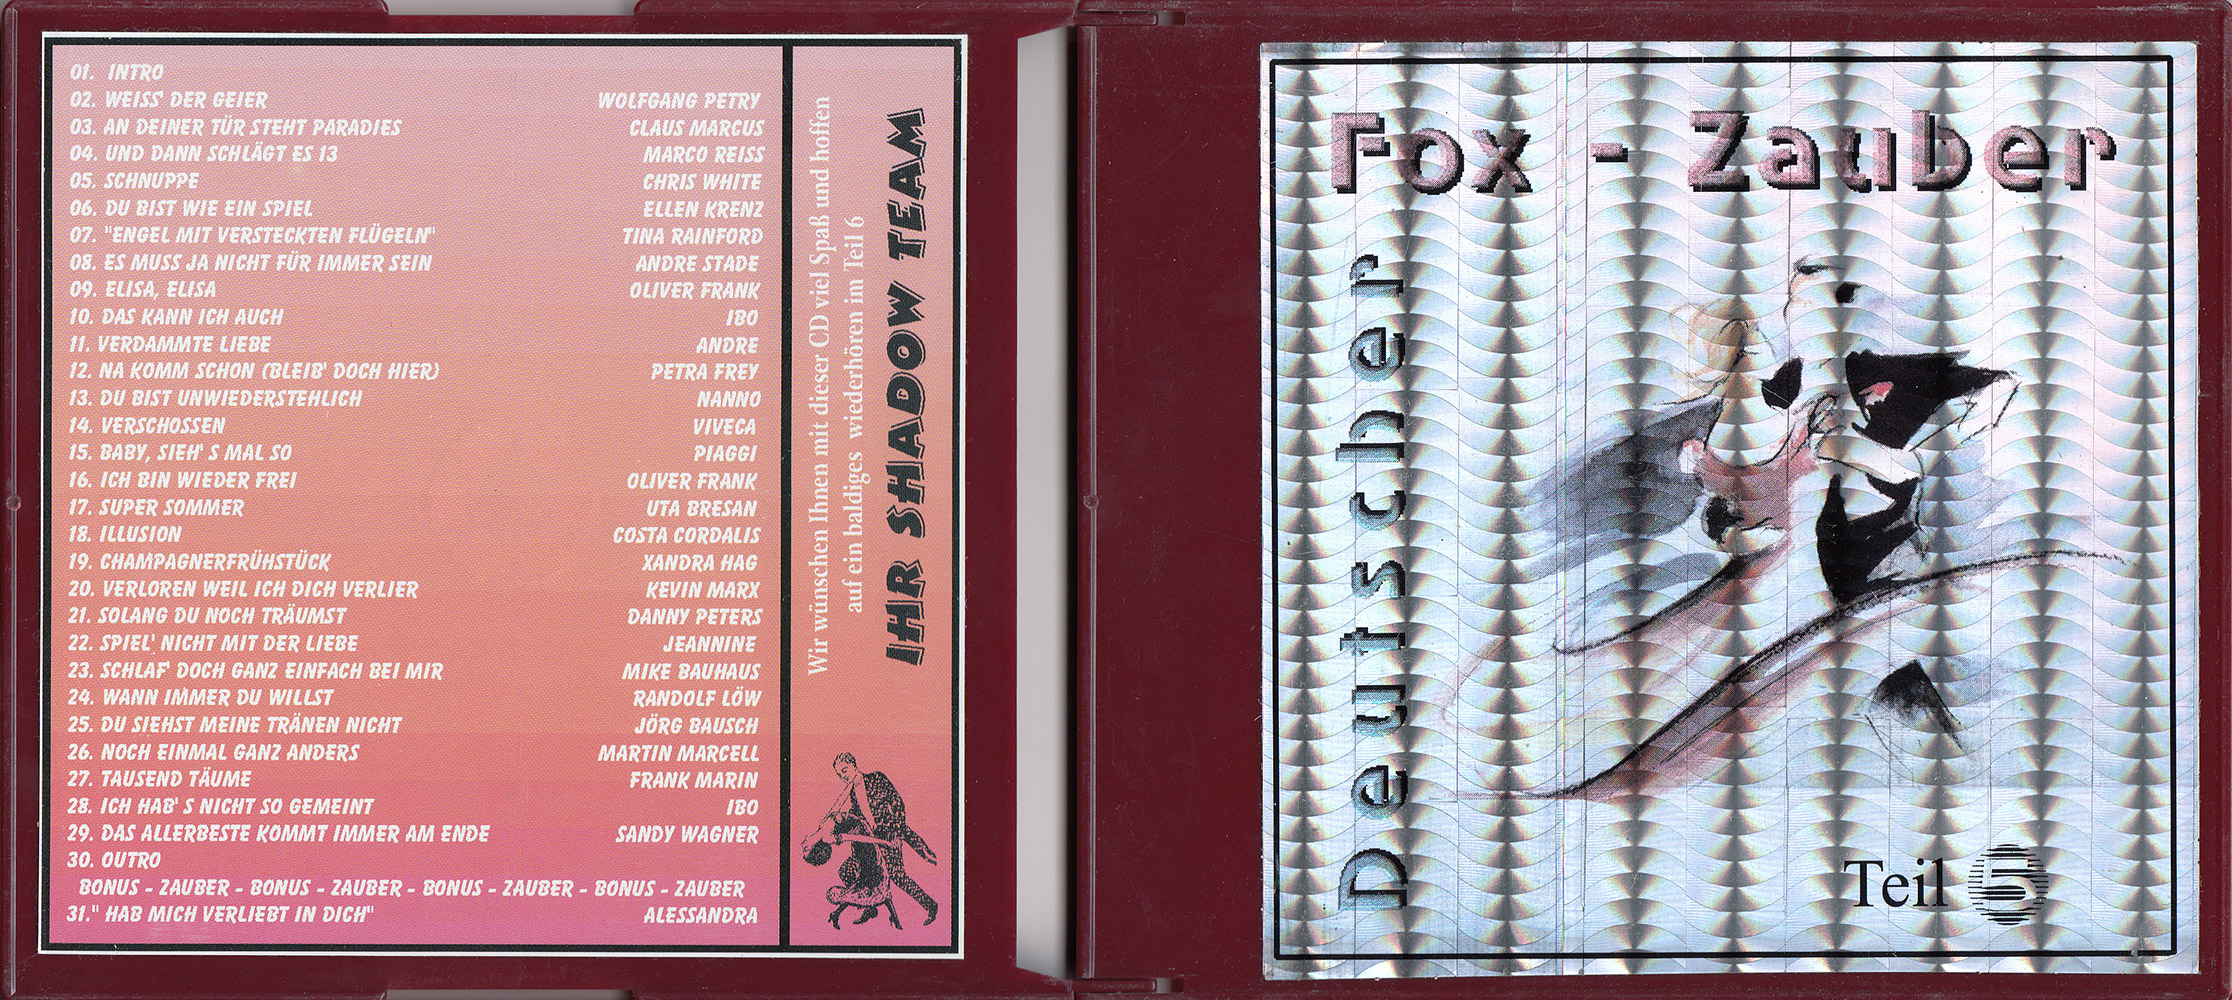 01. INTRO
02. WEISS' DER GEIER WOLFGANG PETRY
03. AN DEINER TÜR STEHT PARADIES CLAUS MARCUS
04. UND DANN SCHLÄGT ES 13 MARCO REISS
05. SCHNUPPE CHRIS WHITE
06. DU BIST WIE EIN SPIEL ELLEN KRENZ
07. "ENGEL MIT VERSTECKTEN FLÜGELN" TINA RAINFORD
08. ES MUSS JA NICHT FÜR IMMER SEIN ANDRE STADE
09. ELISA, ELISA OLIVER FRANK
10. DAS KANN ICH AUCH IBO
11. VERDAMMTE LIEBE ANDRE
12. NA KOMM SCHON (BLEIB' DOCH HIER) PETRA FREY
13. DU BIST UNWIEDERSTEHLICH NANNO
14. VERSCHOSSEN VIVECA
15. BABY, SIEH' S MAL SO PIAGGI
16. ICH BIN WIEDER FREI OLIVER FRANK
17. SUPER SOMMER UTA BRESAN
18. ILLUSION COSTA CORDALIS
19. CHAMPAGNERFRÜHSTÜCK XANDRA HAG
20. VERLOREN WEIL ICH DICH VERLIER KEVIN MARX
21. SOLANG DU NOCH TRÄUMST DANNY PETERS
22. SPIEL' NICHT MIT DER LIEBE JEANNINE
23. SCHLAF' DOCH GANZ EINFACH BEI MIR MIKE BAUHAUS
24. WANN IMMER DU WILLST RANDOLF LÖW
25. DU SIEHST MEINE TRÄNEN NICHT JÖRG BAUSCH
26. NOCH EINMAL GANZ ANDERS MARTIN MARCELL
27. TAUSEND TÄUME FRANK MARIN
28. ICH HAB' S NICHT SO GEMEINT IBO
29. DAS ALLERBESTE KOMMT IMMER AM ENDE SANDY WAGNER
30. OUTRO
BONUS - ZAUBER - BONUS - ZAUBER - BONUS - ZAUBER - BONUS - ZAUBER
31." HAB MICH VERLIEBT IN DICH" ALESSANDRA
Wir wünschen Ihnen mit dieser CD viel Spaß und hoffen
auf ein baldiges wiederhören im Teil 6
IHR SHADOW TEAM
Fox - Zauber
Deutscher
Teil 5